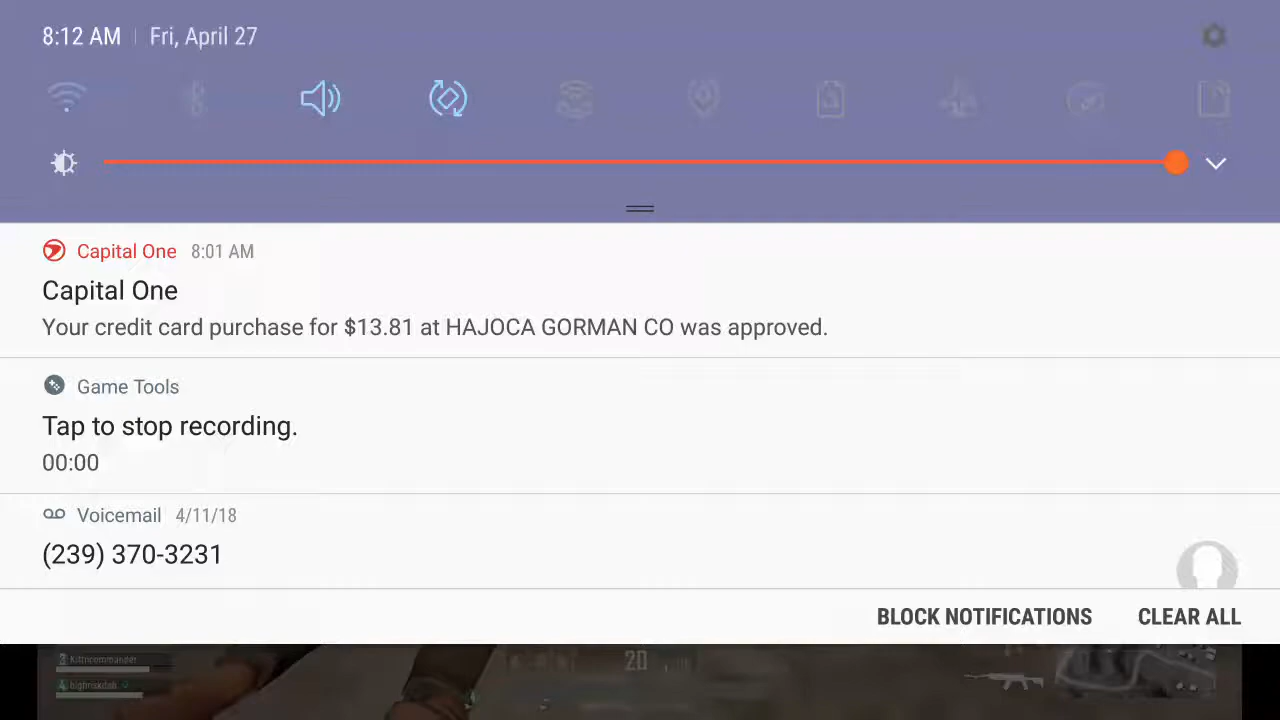 8:12 AM Fri, April 27
Capital One 8:01 AM
Capital One
Your credit card purchase for $13.81 at HAJOCA GORMAN CO was approved.
Game Tools
Tap to stop recording.
00:00
Voicemail 4/11/18
(239) 370-3231
BLOCK NOTIFICATIONS CLEAR ALL
20